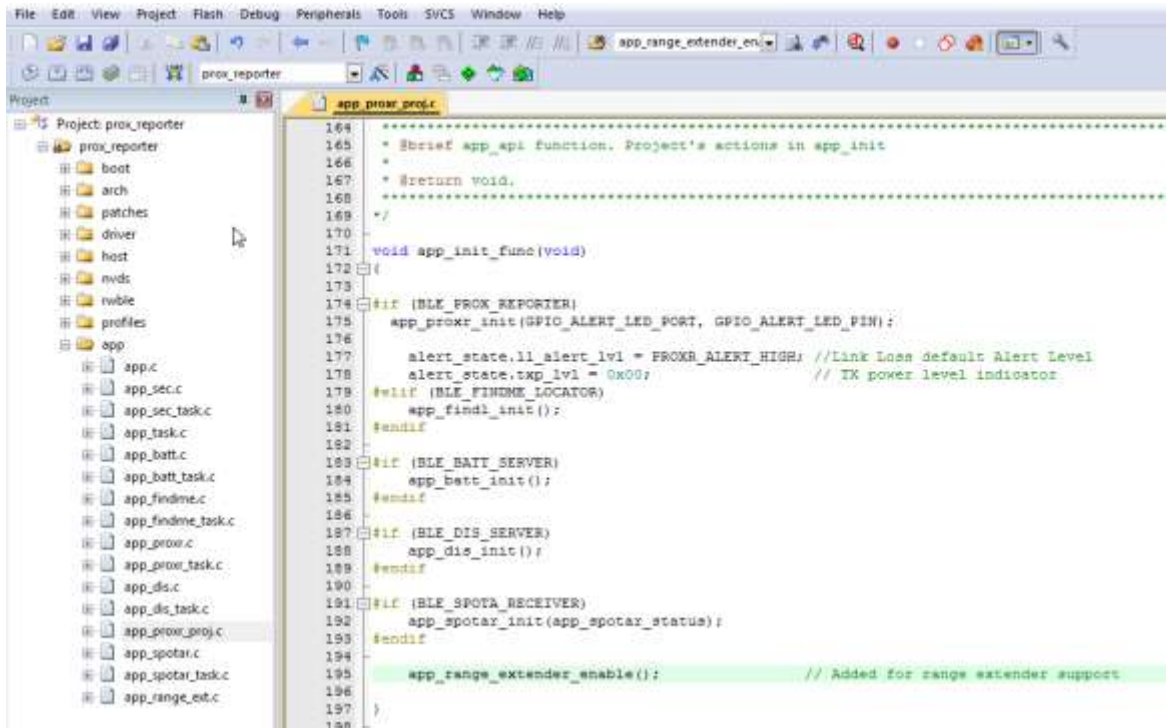 File Edit View Project Flash Debug Peripherals Tools SVCS Window Help
app_range_extender_en
prox_reporter
Project
app_proxr_proj.c
Project: prox_reporter
prox_reporter
boot
arch
patches
driver
host
nvds
rwble
profiles
app
app.c
app_sec.c
app_sec_task.c
app_task.c
app_batt.c
app_batt_task.c
app_findme.c
app_findme_task.c
app_proxr.c
app_proxr_task.c
app_dis.c
app_dis_task.c
app_proxr_proj.c
app_spotar.c
app_spotar_task.c
app_range_ext.c
164 ****************************************************************************************
165 * @brief app_api function. Project's actions in app_init
166 *
167 * @return void.
168 ****************************************************************************************
169 */
170
171 void app_init_func(void)
172 {
173
174 #if (BLE_PROX_REPORTER)
175 app_proxr_init(GPIO_ALERT_LED_PORT, GPIO_ALERT_LED_PIN);
176
177 alert_state.ll_alert_lvl = PROXR_ALERT_HIGH; //Link Loss default Alert Level
178 alert_state.txp_lvl = 0x00; // TX power level indicator
179 #elif (BLE_FINDME_LOCATOR)
180 app_findl_init();
181 #endif
182
183 #if (BLE_BATT_SERVER)
184 app_batt_init();
185 #endif
186
187 #if (BLE_DIS_SERVER)
188 app_dis_init();
189 #endif
190
191 #if (BLE_SPOTA_RECEIVER)
192 app_spotar_init(app_spotar_status);
193 #endif
194
195 app_range_extender_enable(); // Added for range extender support
196
197 }
198